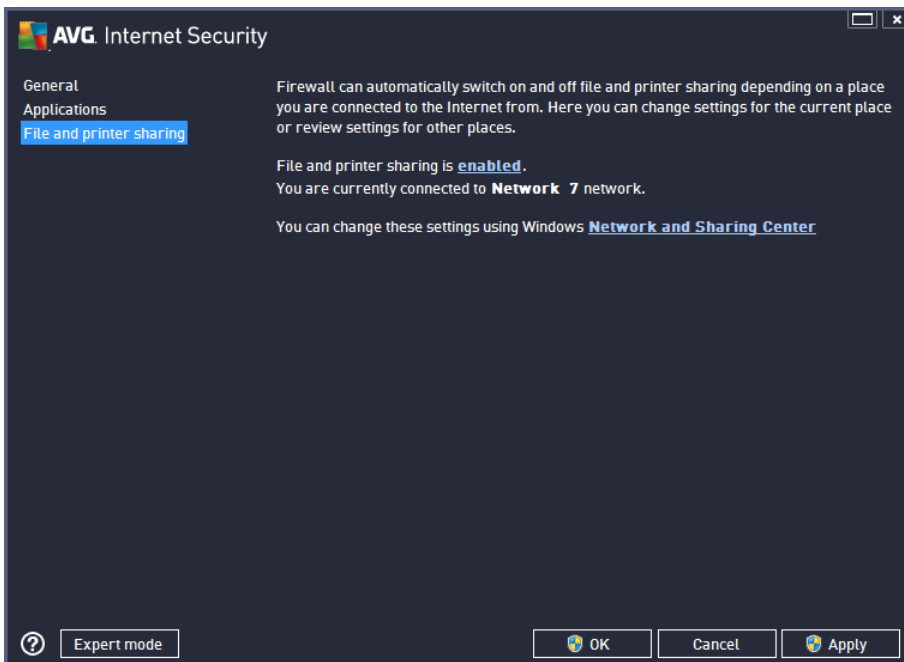 AVG. Internet Security
General
Applications
File and printer sharing
Firewall can automatically switch on and off file and printer sharing depending on a place
you are connected to the Internet from. Here you can change settings for the current place
or review settings for other places.
File and printer sharing is enabled.
You are currently connected to Network 7 network.
You can change these settings using Windows Network and Sharing Center
? Expert mode OK Cancel Apply